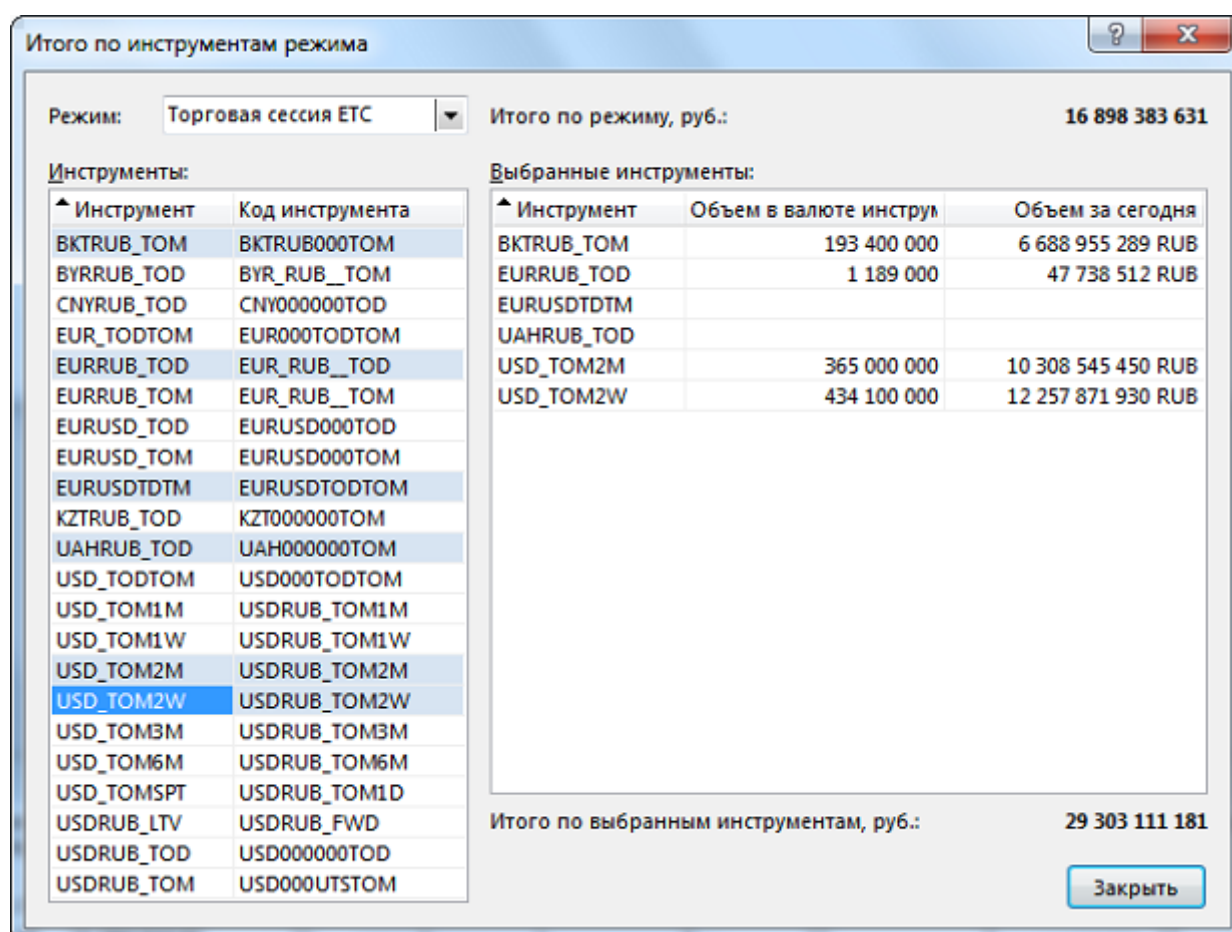 Итого по инструментам режима
Режим: Торговая сессия ЕТС Итого по режиму, руб.: 16 898 383 631
Инструменты: Выбранные инструменты:
Инструмент Код инструмента
BKTRUB_TOM BKTRUB000TOM
BYRRUB_TOD BYR_RUB__TOM
CNYRUB_TOD CNY000000TOD
EUR_TODTOM EUR000TODTOM
EURRUB_TOD EUR_RUB__TOD
EURRUB_TOM EUR_RUB__TOM
EURUSD_TOD EURUSD000TOD
EURUSD_TOM EURUSD000TOM
EURUSDTDTM EURUSDTODTOM
KZTRUB_TOD KZT000000TOM
UAHRUB_TOD UAH000000TOM
USD_TODTOM USD000TODTOM
USD_TOM1M USDRUB_TOM1M
USD_TOM1W USDRUB_TOM1W
USD_TOM2M USDRUB_TOM2M
USD_TOM2W USDRUB_TOM2W
USD_TOM3M USDRUB_TOM3M
USD_TOM6M USDRUB_TOM6M
USD_TOMSPT USDRUB_TOM1D
USDRUB_LTV USDRUB_FWD
USDRUB_TOD USD000000TOD
USDRUB_TOM USD000UTSTOM
Инструмент Объем в валюте инструм Объем за сегодня
BKTRUB_TOM 193 400 000 6 688 955 289 RUB
EURRUB_TOD 1 189 000 47 738 512 RUB
EURUSDTDTM
UAHRUB_TOD
USD_TOM2M 365 000 000 10 308 545 450 RUB
USD_TOM2W 434 100 000 12 257 871 930 RUB
Итого по выбранным инструментам, руб.: 29 303 111 181
Закрыть